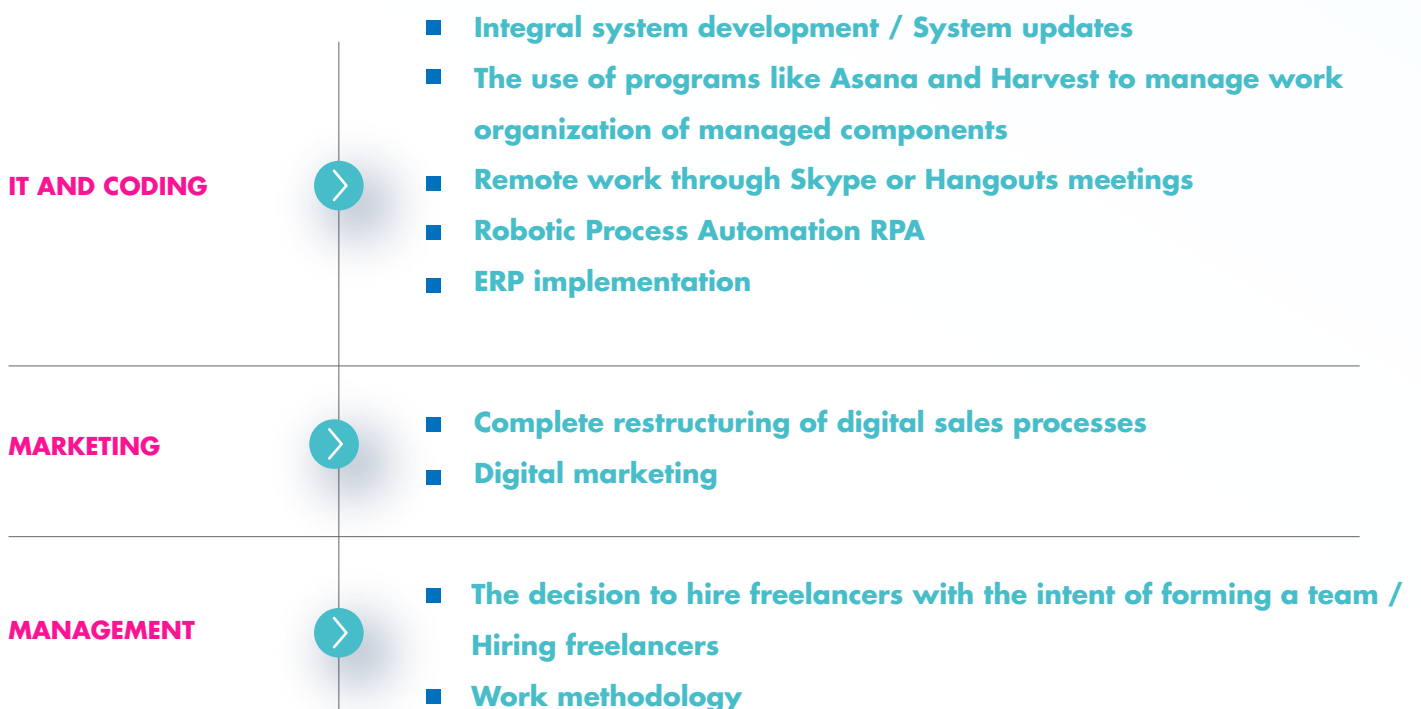 Integral system development / System updates
The use of programs like Asana and Harvest to manage work
organization of managed components
IT AND CODING
Remote work through Skype or Hangouts meetings
Robotic Process Automation RPA
ERP implementation
MARKETING
Complete restructuring of digital sales processes
Digital marketing
MANAGEMENT
The decision to hire freelancers with the intent of forming a team /
Hiring freelancers
Work methodology